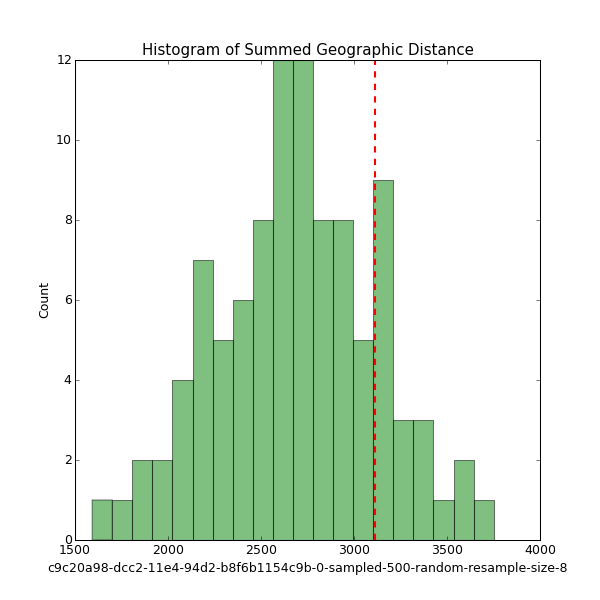 Histogram of Summed Geographic Distance
12
10
8
6
4
2
0
Count
1500 2000 2500 3000 3500 4000
c9c20a98-dcc2-11e4-94d2-b8f6b1154c9b-0-sampled-500-random-resample-size-8